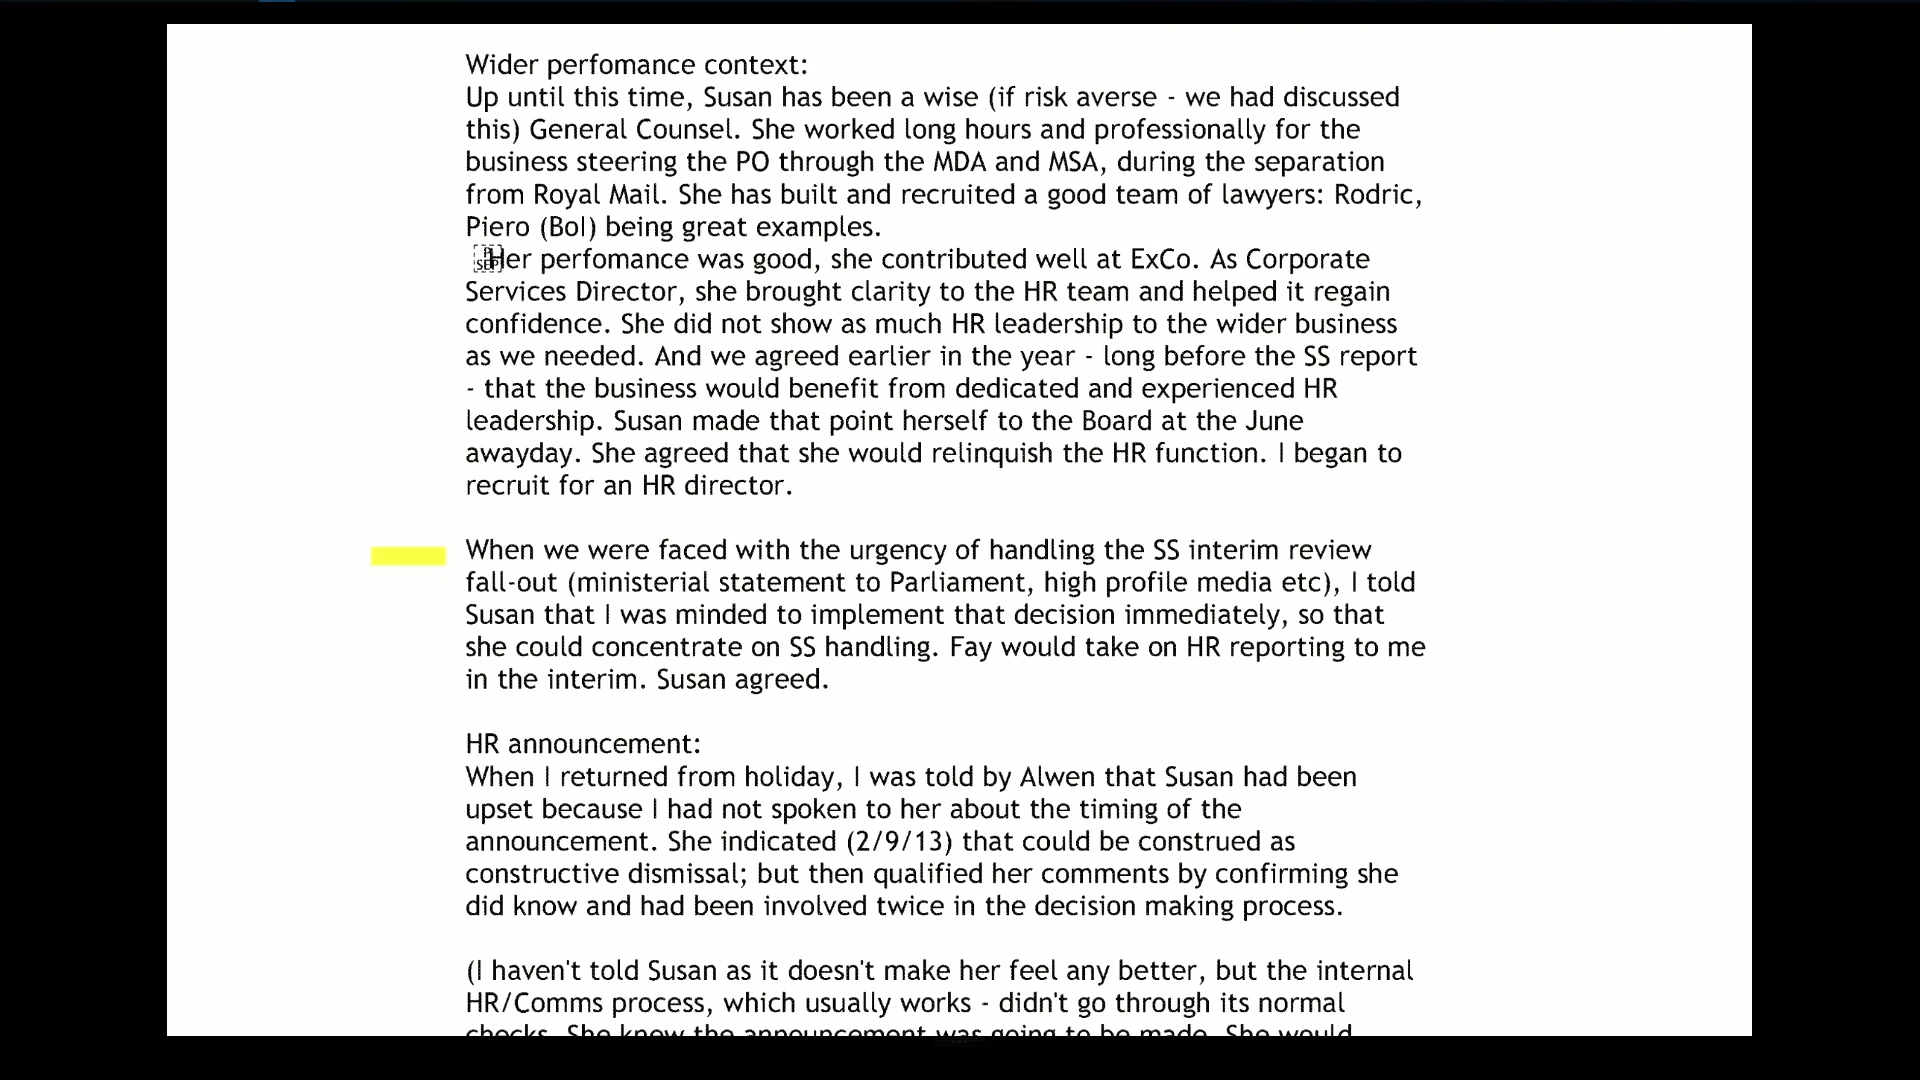 Wider perfomance context:
Up until this time, Susan has been a wise (if risk averse - we had discussed
this) General Counsel. She worked long hours and professionally for the
business steering the PO through the MDA and MSA, during the separation
from Royal Mail. She has built and recruited a good team of lawyers: Rodric,
Piero (BoI) being great examples.
Her perfomance was good, she contributed well at ExCo. As Corporate
Services Director, she brought clarity to the HR team and helped it regain
confidence. She did not show as much HR leadership to the wider business
as we needed. And we agreed earlier in the year - long before the SS report
- that the business would benefit from dedicated and experienced HR
leadership. Susan made that point herself to the Board at the June
awayday. She agreed that she would relinquish the HR function. I began to
recruit for an HR director.
When we were faced with the urgency of handling the SS interim review
fall-out (ministerial statement to Parliament, high profile media etc), I told
Susan that I was minded to implement that decision immediately, so that
she could concentrate on SS handling. Fay would take on HR reporting to me
in the interim. Susan agreed.
HR announcement:
When I returned from holiday, I was told by Alwen that Susan had been
upset because I had not spoken to her about the timing of the
announcement. She indicated (2/9/13) that could be construed as
constructive dismissal; but then qualified her comments by confirming she
did know and had been involved twice in the decision making process.
(I haven't told Susan as it doesn't make her feel any better, but the internal
HR/Comms process, which usually works - didn't go through its normal
checks. She knew the announcement was going to be made. She would